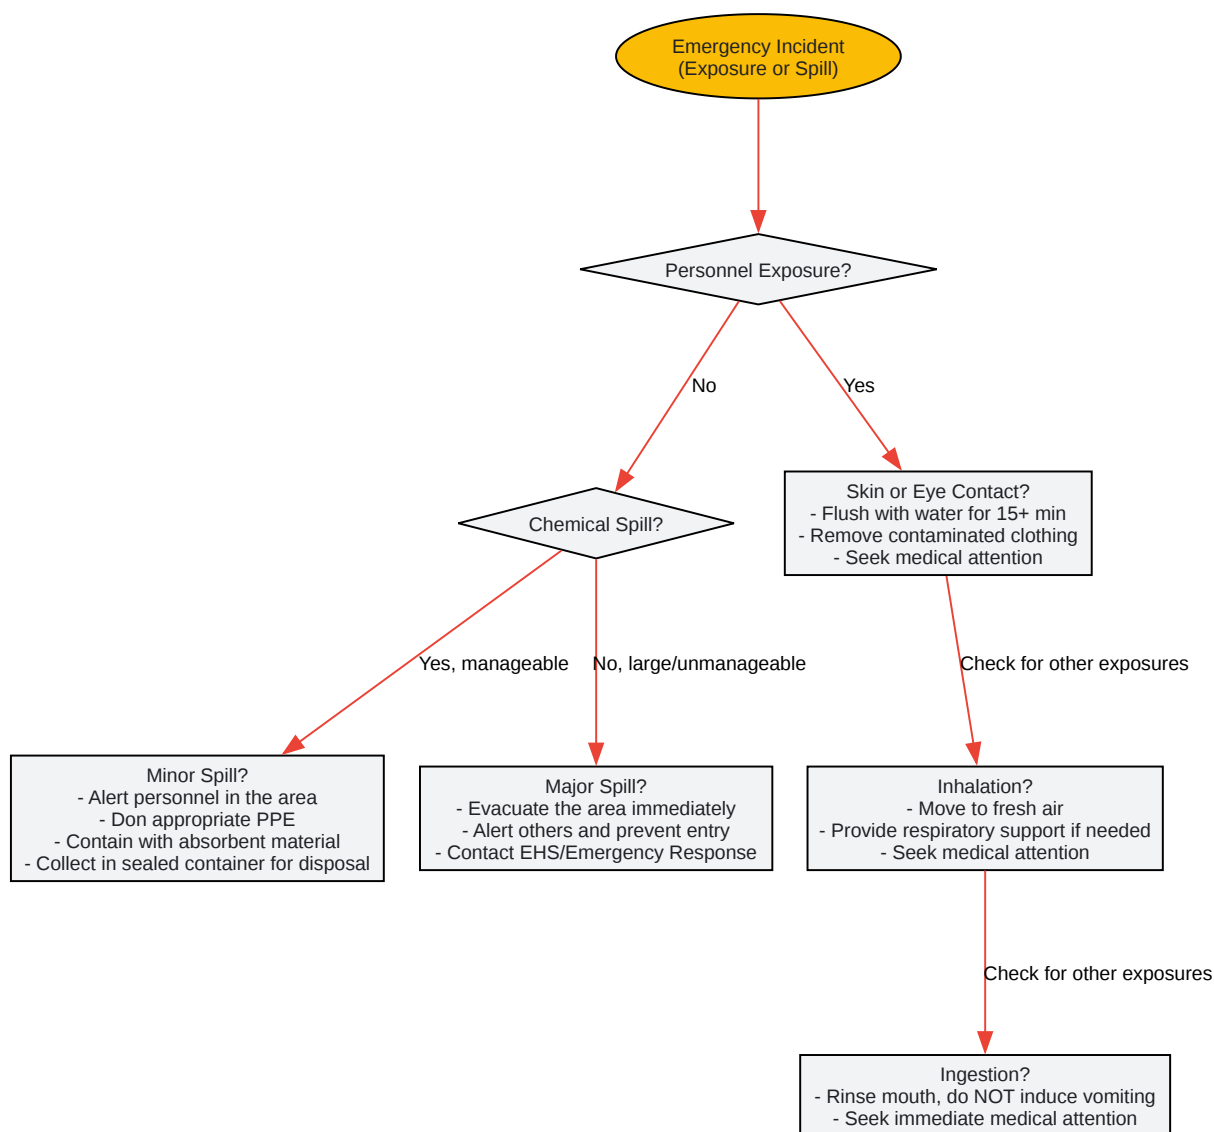 Emergency Incident
(Exposure or Spill)
Personnel Exposure?
No
Yes
Skin or Eye Contact?
- Flush with water for 15+ min
- Remove contaminated clothing
- Seek medical attention
Chemical Spill?
Yes, manageable
No, large/unmanageable
Check for other exposures
Minor Spill?
- Alert personnel in the area
- Don appropriate PPE
- Contain with absorbent material
- Collect in sealed container for disposal
Major Spill?
- Evacuate the area immediately
- Alert others and prevent entry
- Contact EHS/Emergency Response
Inhalation?
- Move to fresh air
- Provide respiratory support if needed
- Seek medical attention
Check for other exposures
Ingestion?
- Rinse mouth, do NOT induce vomiting
- Seek immediate medical attention